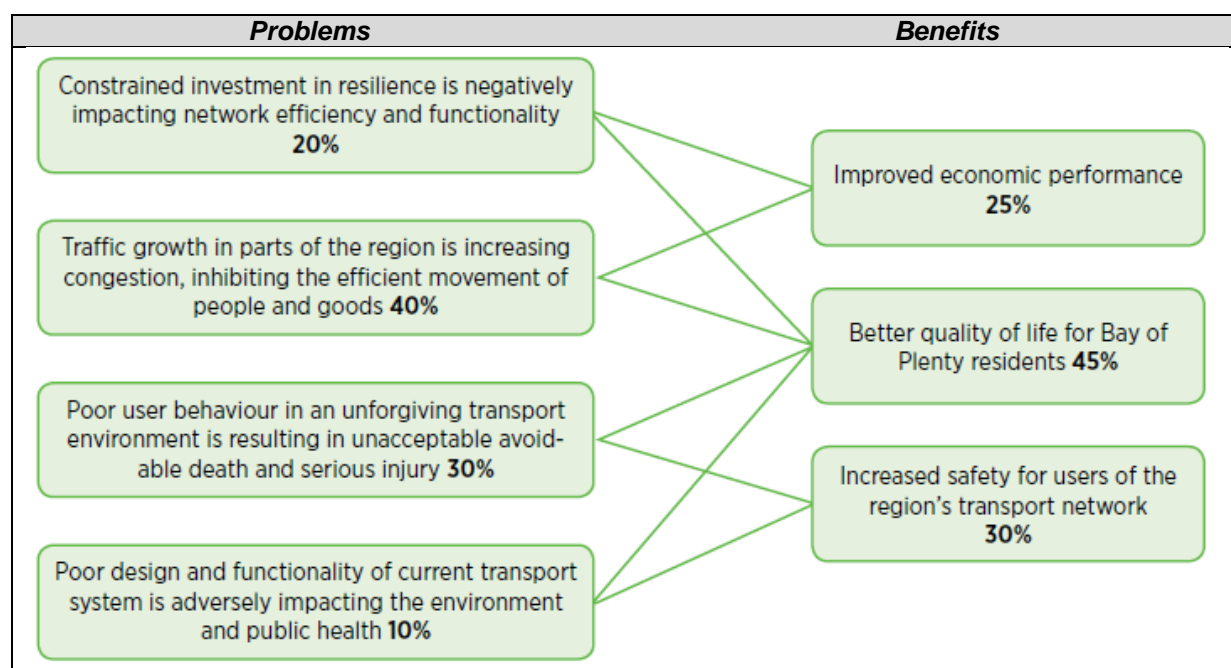 Problems
Benefits
Constrained investment in resilience is negatively
impacting network efficiency and functionality
20%
Traffic growth in parts of the region is increasing
congestion, inhibiting the efficient movement of
people and goods 40%
Poor user behaviour in an unforgiving transport
environment is resulting in unacceptable avoid-
able death and serious injury 30%
Poor design and functionality of current transport
system is adversely impacting the environment
and public health 10%
Improved economic performance
25%
Better quality of life for Bay of
Plenty residents 45%
Increased safety for users of the
region's transport network
30%